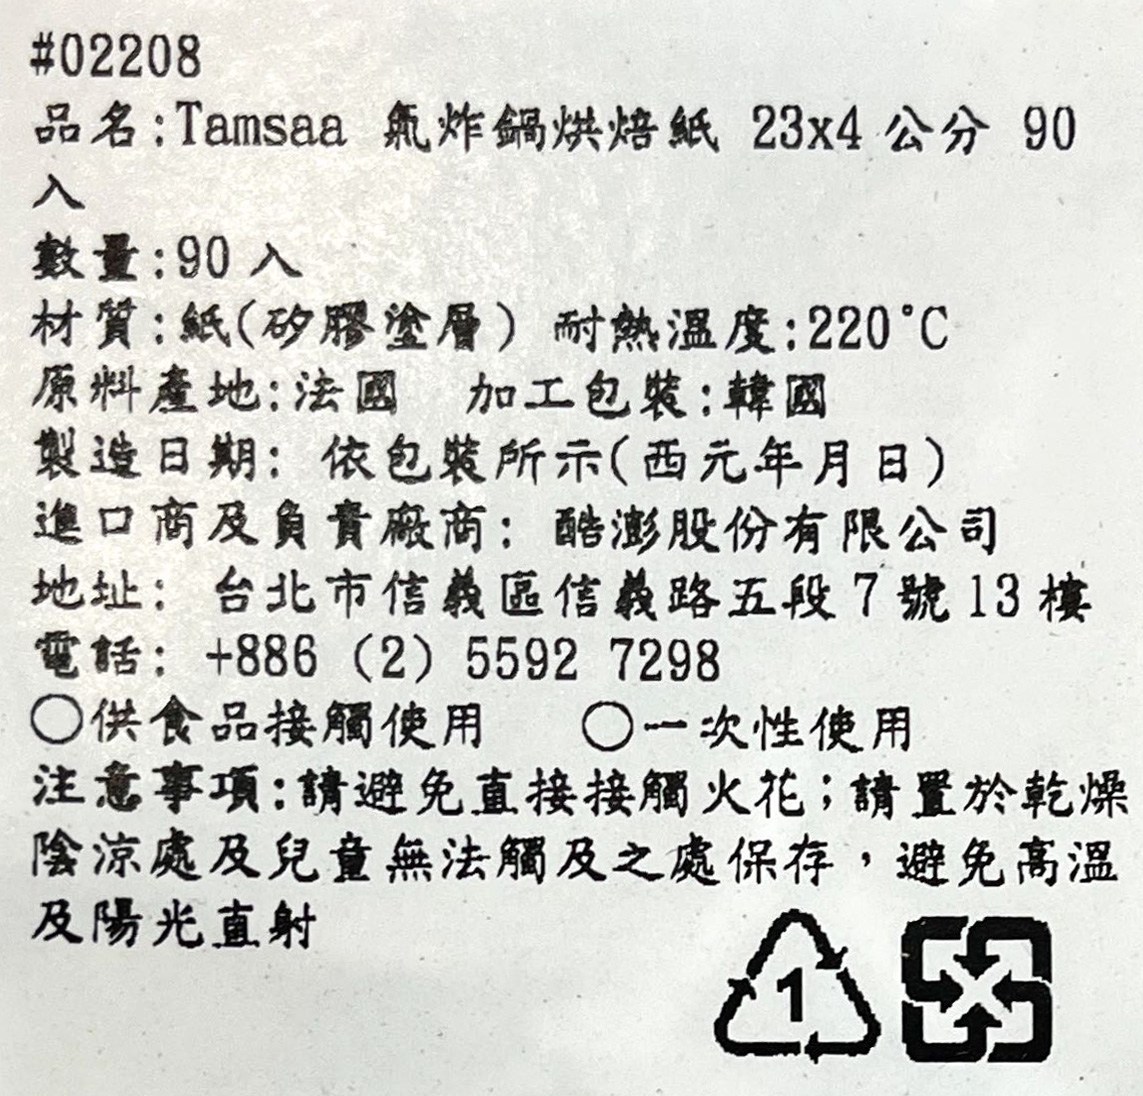 #02208
品名:Tamsaa 氣炸鍋烘焙紙 23x4 公分 90
入
數量:90 入
材質:紙(矽膠塗層) 耐熱溫度:220°C
原料產地:法國 加工包裝:韓國
製造日期: 依包裝所示(西元年月日)
進口商及負責廠商: 酷澎股份有限公司
地址: 台北市信義區信義路五段 7 號 13 樓
電話: +886 (2) 5592 7298
○供食品接觸使用 ○一次性使用
注意事項:請避免直接接觸火花;請置於乾燥
陰涼處及兒童無法觸及之處保存，避免高溫
及陽光直射
1